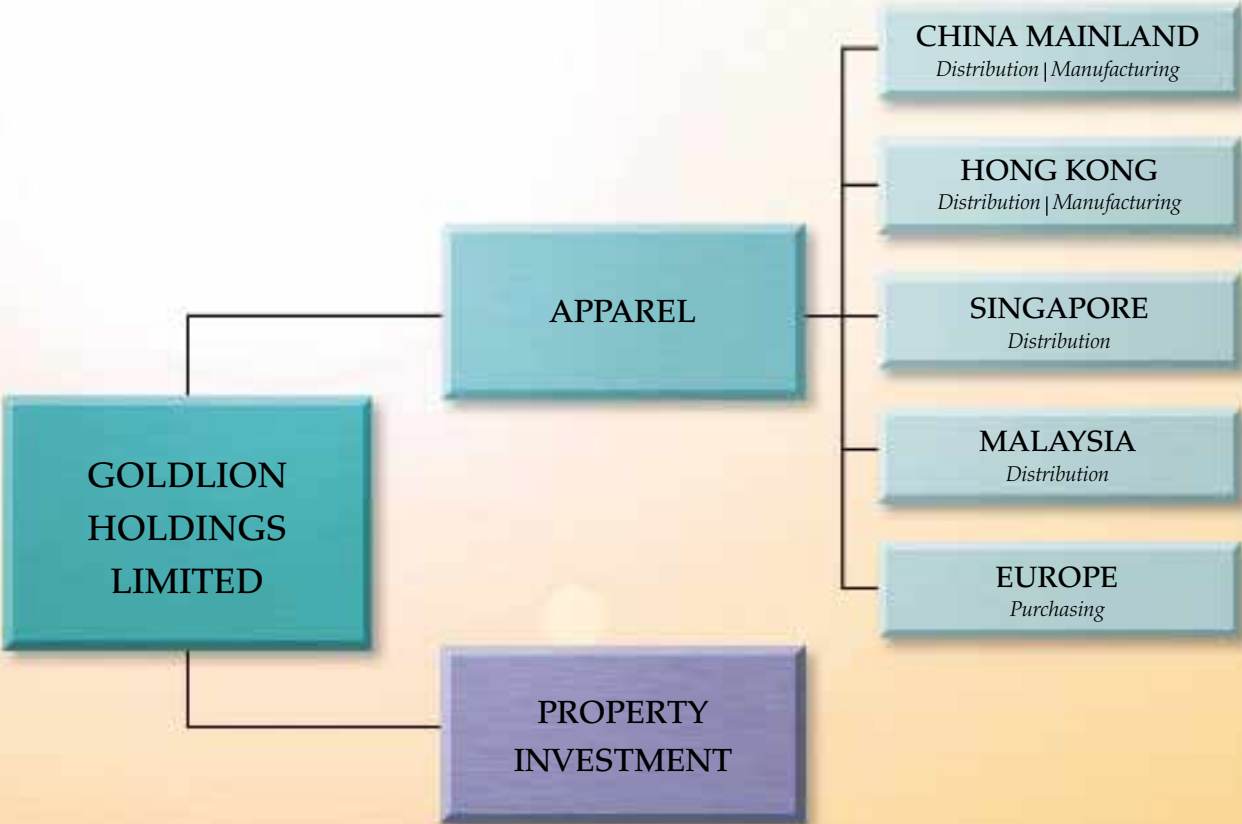 CHINA MAINLAND
Distribution | Manufacturing
HONG KONG
Distribution | Manufacturing
APPAREL
SINGAPORE
Distribution
GOLDLION
HOLDINGS
LIMITED
MALAYSIA
Distribution
EUROPE
Purchasing
PROPERTY
INVESTMENT